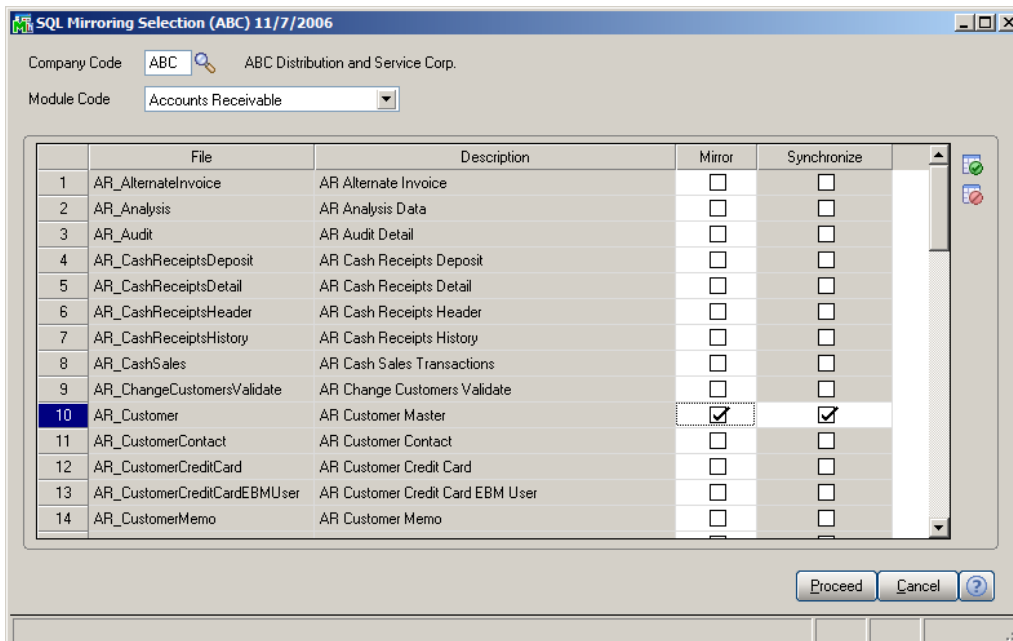 SQL Mirroring Selection (ABC) 11/7/2006
Company Code ABC ABC Distribution and Service Corp.
Module Code Accounts Receivable
File Description Mirror Synchronize
1 AR_AlternateInvoice AR Alternate Invoice
2 AR_Analysis AR Analysis Data
3 AR_Audit AR Audit Detail
4 AR_CashReceiptsDeposit AR Cash Receipts Deposit
5 AR_CashReceiptsDetail AR Cash Receipts Detail
6 AR_CashReceiptsHeader AR Cash Receipts Header
7 AR_CashReceiptsHistory AR Cash Receipts History
8 AR_CashSales AR Cash Sales Transactions
9 AR_ChangeCustomersValidate AR Change Customers Validate
10 AR_Customer AR Customer Master
11 AR_CustomerContact AR Customer Contact
12 AR_CustomerCreditCard AR Customer Credit Card
13 AR_CustomerCreditCardEBMUser AR Customer Credit Card EBM User
14 AR_CustomerMemo AR Customer Memo
Proceed Cancel ?